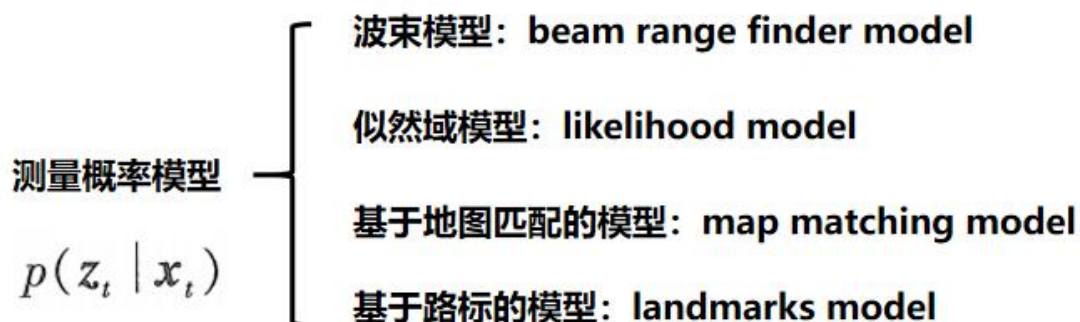 测量概率模型
p(z_t | x_t)
波束模型：beam range finder model
似然域模型：likelihood model
基于地图匹配的模型：map matching model
基于路标的模型：landmarks model